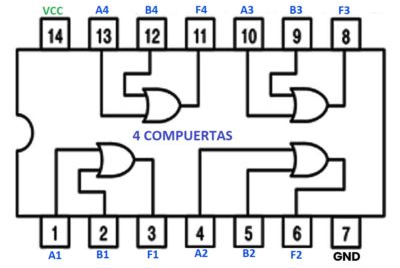 VCC A4 B4 F4 A3 B3 F3
14 13 12 11 10 9 8
4 COMPUERTAS
1 2 3 4 5 6 7
A1 B1 F1 A2 B2 F2 GND